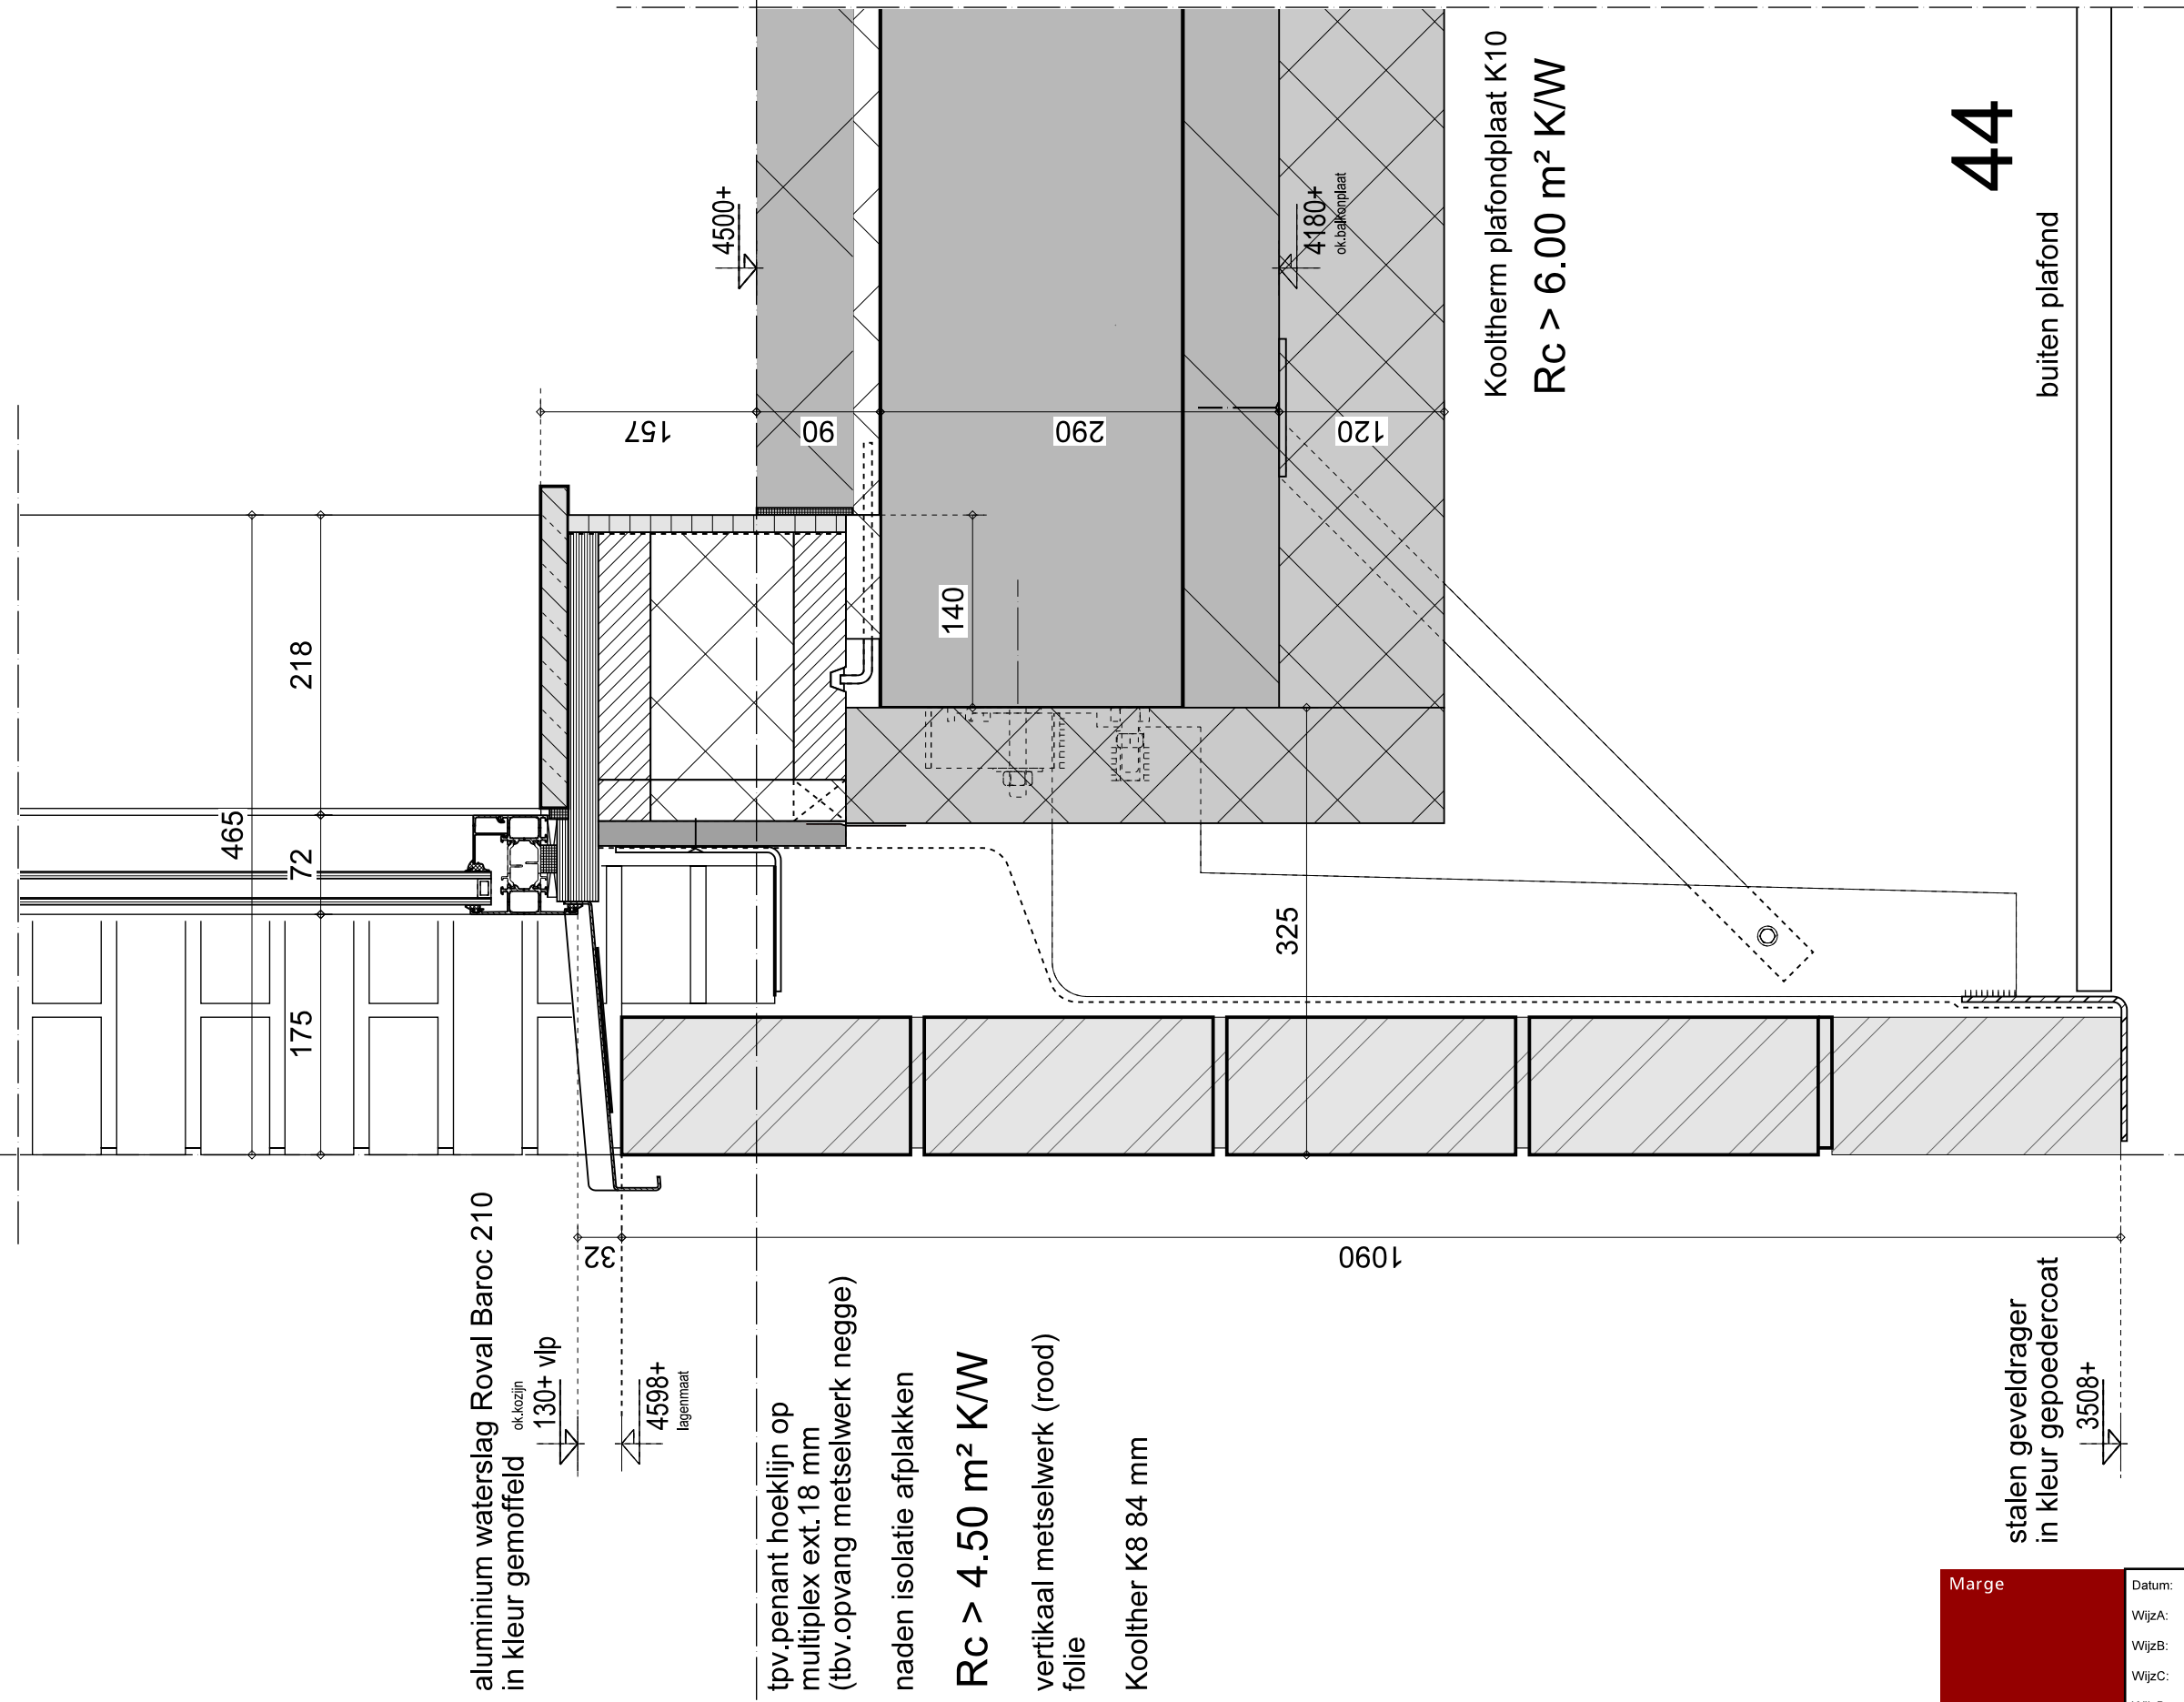 465
218
72
175
157
90
290
120
140
325
32
1090
4500+
4180+
ok.balkonplaat
Kooltherm plafondplaat K10
Rc > 6.00 m² K/W
44
buiten plafond
aluminium waterslag Roval Baroc 210
in kleur gemoffeld
ok.kozijn
130+ vlp
4598+
lagenmaat
tpv.penant hoeklijn op
multiplex ext.18 mm
(tbv.opvang metselwerk negge)
naden isolatie afplakken
Rc > 4.50 m² K/W
vertikaal metselwerk (rood)
folie
Koolther K8 84 mm
stalen geveldrager
in kleur gepoedercoat
3508+
Marge
Datum:
WijzA:
WijzB:
WijzC: